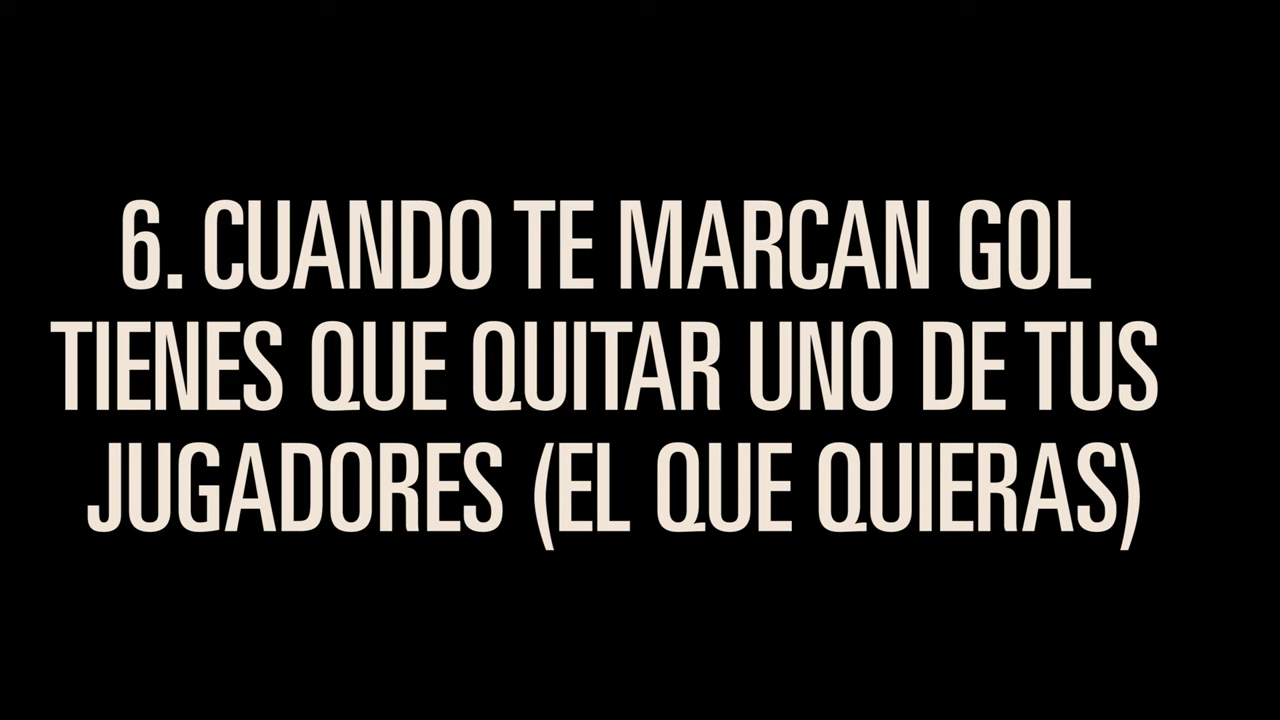 6. CUANDO TE MARCAN GOL
TIENES QUE QUITAR UNO DE TUS
JUGADORES (EL QUE QUIERAS)